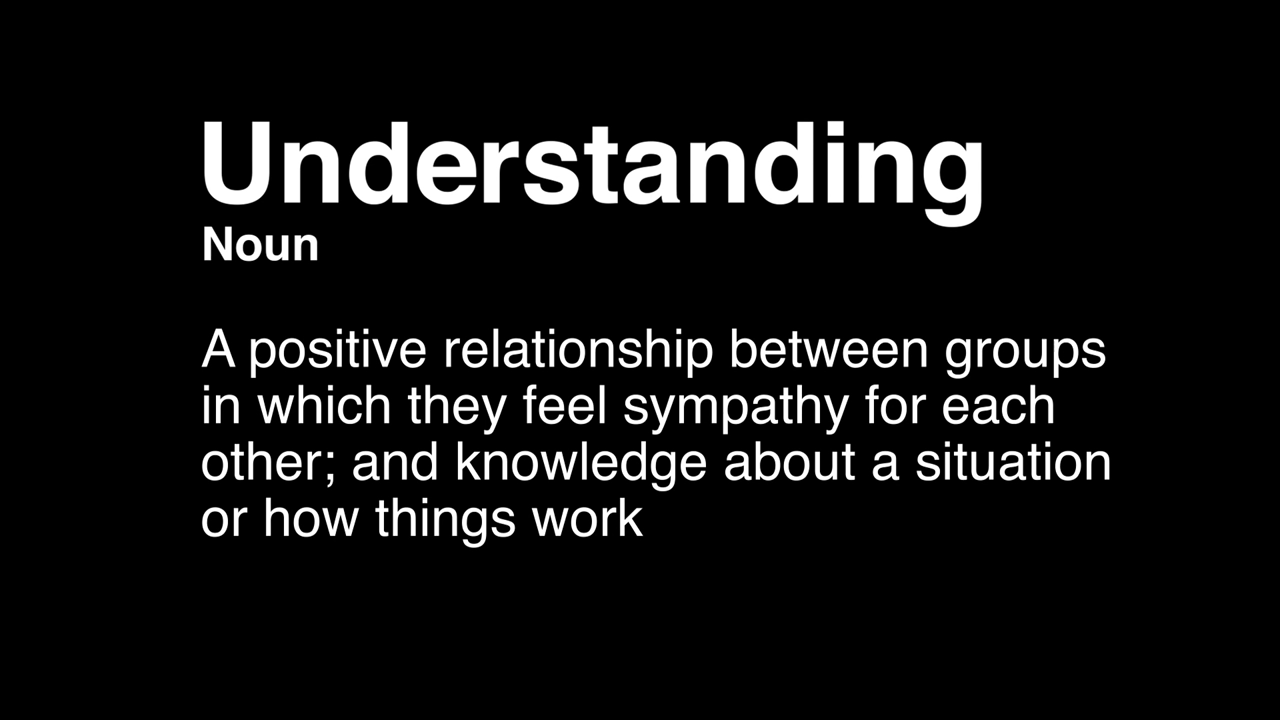 Understanding
Noun
A positive relationship between groups
in which they feel sympathy for each
other; and knowledge about a situation
or how things work